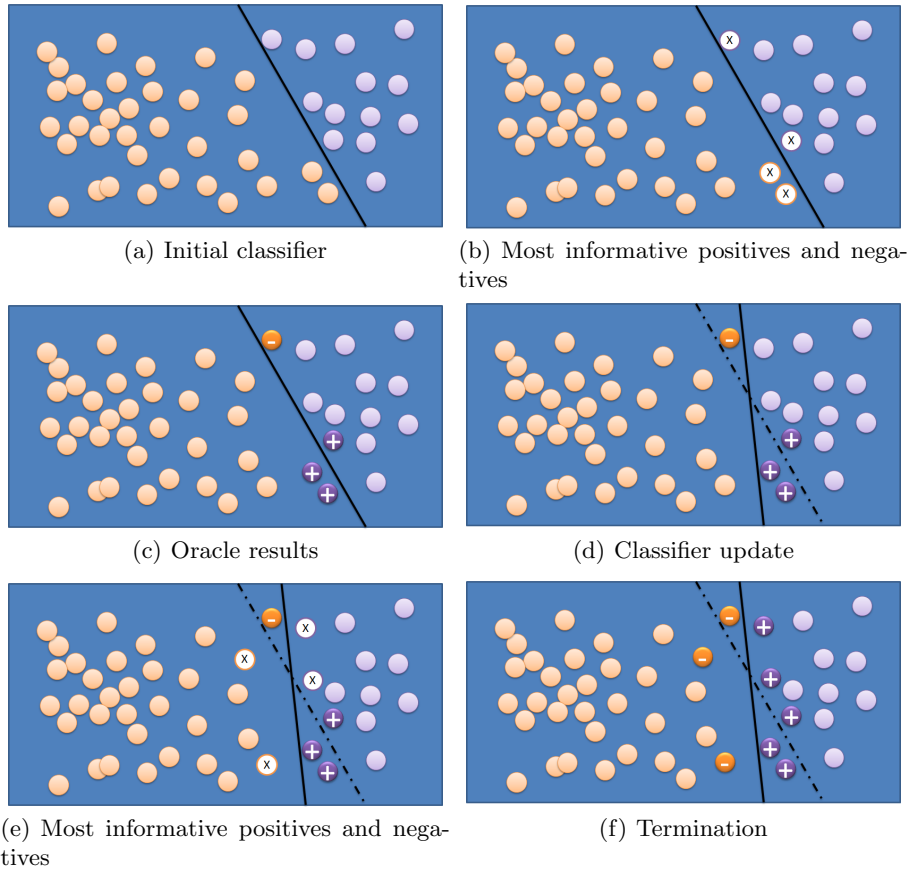 X
X
X
X
(a) Initial classifier
(b) Most informative positives and nega-
tives
-
+
+
+
-
+
+
+
(c) Oracle results
(d) Classifier update
-
X
X
X
+
+
+
X
-
+
-
+
+
+
-
+
(e) Most informative positives and nega-
tives
(f) Termination